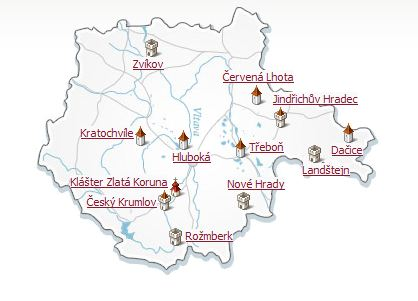 Zvíkov
Červená Lhota
Jindřichův Hradec
Vltava
Kratochvíle
Hluboká
Třeboň
Dačice
Landštejn
Klášter Zlatá Koruna
Nové Hrady
Český Krumlov
Rožmberk